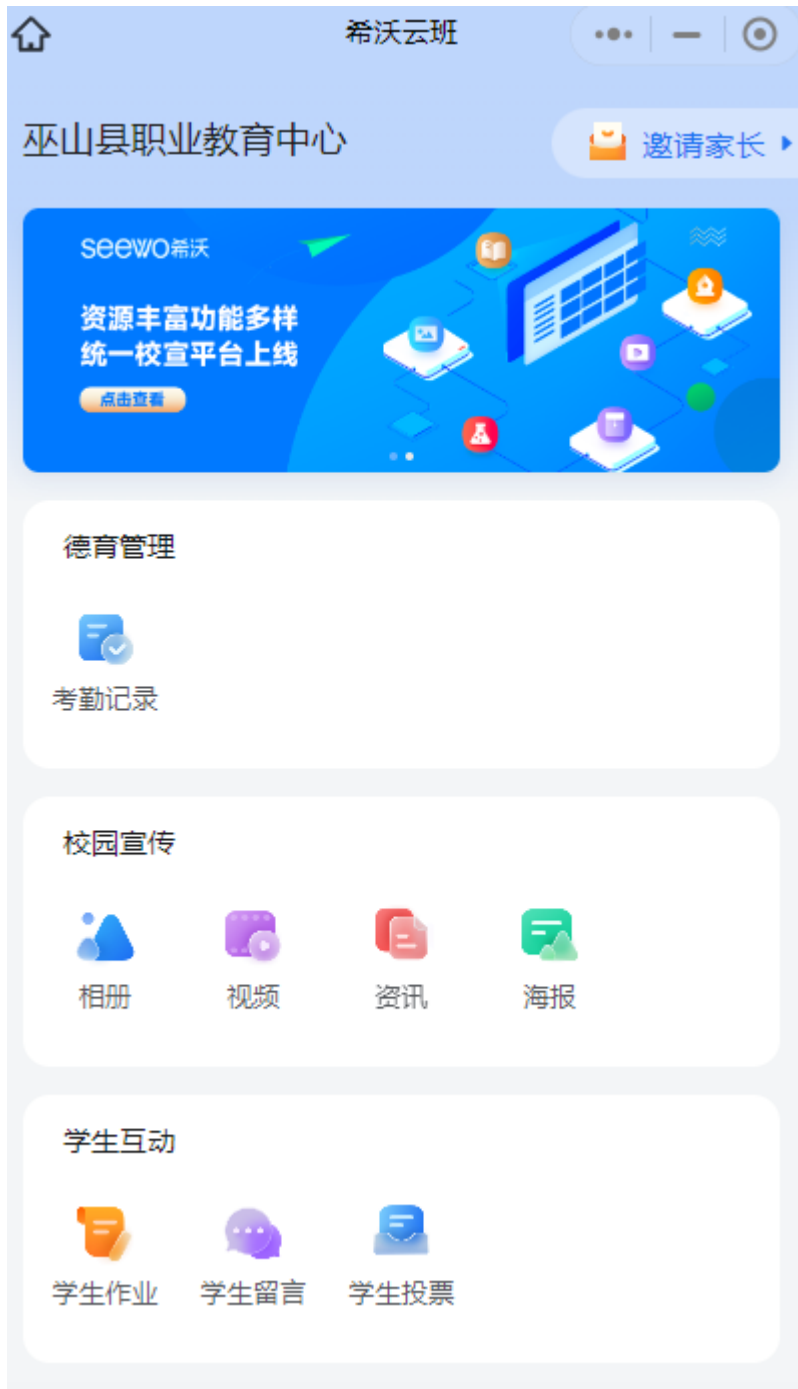 希沃云班
巫山县职业教育中心
邀请家长
seewo希沃
资源丰富功能多样
统一校宣平台上线
点击查看
德育管理
考勤记录
校园宣传
相册 视频 资讯 海报
学生互动
学生作业 学生留言 学生投票